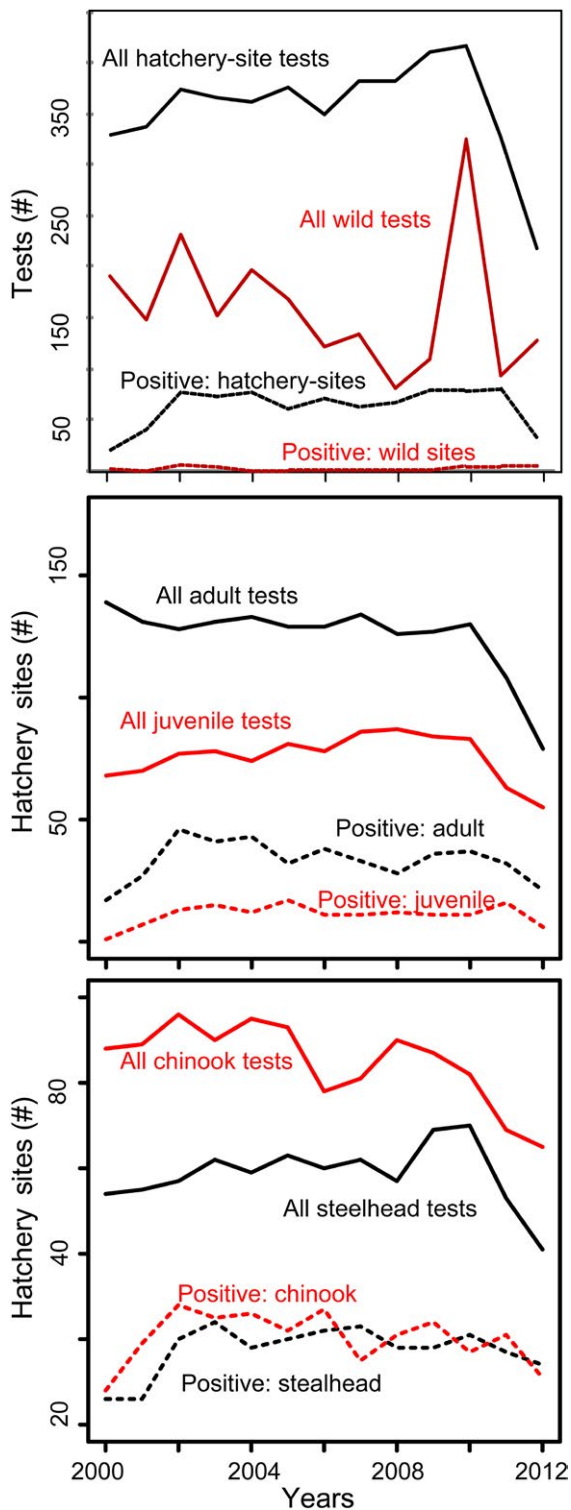 All hatchery-site tests
350
All wild tests
250
Tests (#)
150
Positive: hatchery-sites
50
Positive: wild sites
150
All adult tests
Hatchery sites (#)
All juvenile tests
50
Positive: adult
Positive: juvenile
All chinook tests
80
Hatchery sites (#)
All steelhead tests
40
Positive: chinook
Positive: stealhead
20
2000 2004 2008 2012
Years